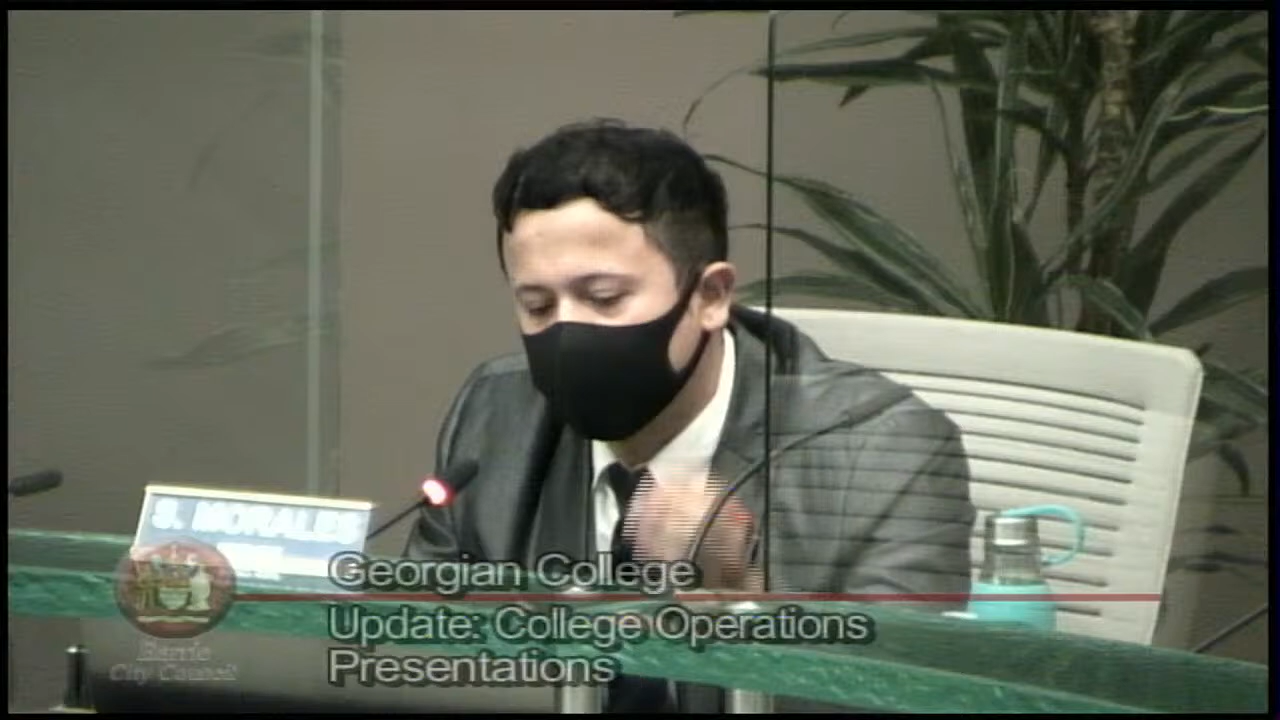 S. MORALES
Georgian College
Update: College Operations
Presentations
Barrie
City Council